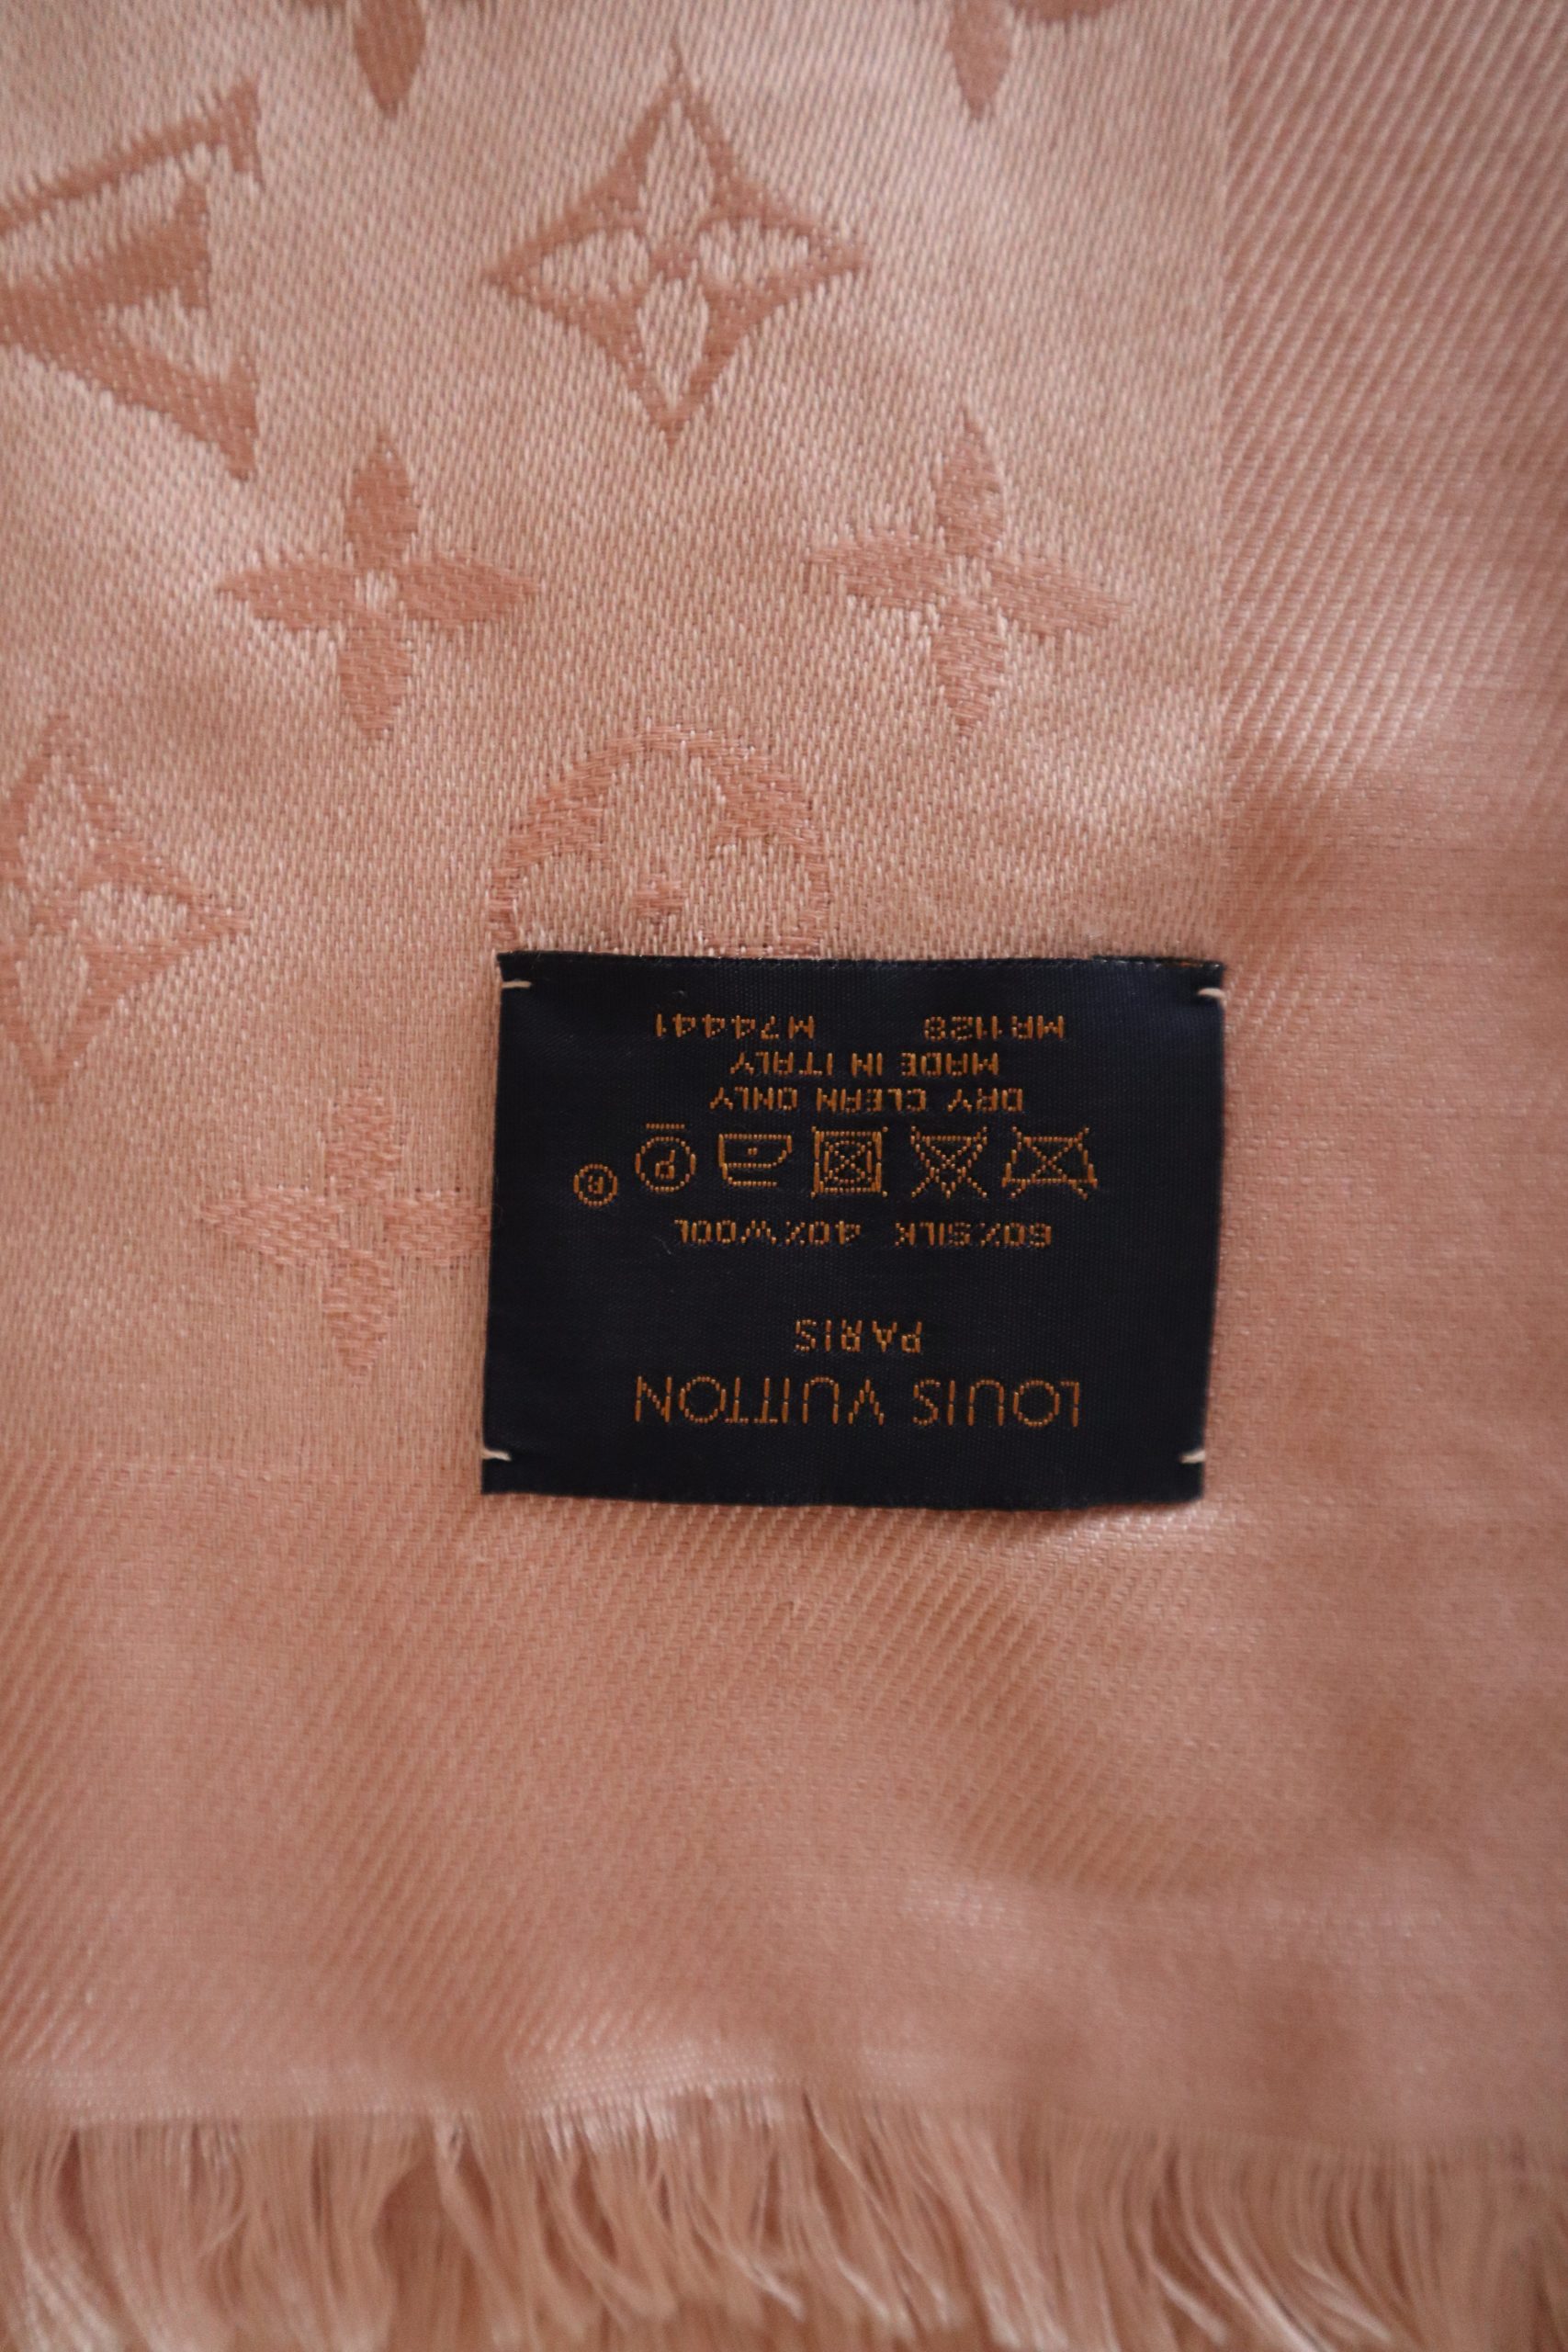 LOUIS VUITTON
PARIS
60%SILK 40%WOOL
P ®
DRY CLEAN ONLY
MADE IN ITALY
MR1128 M74441